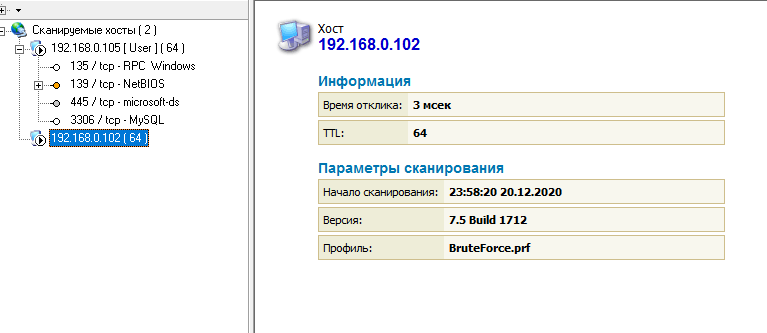 Сканируемые хосты ( 2 )
192.168.0.105 [ User ] ( 64 )
135 / tcp - RPC Windows
139 / tcp - NetBIOS
445 / tcp - microsoft-ds
3306 / tcp - MySQL
192.168.0.102 ( 64 )
Хост
192.168.0.102
Информация
Время отклика: 3 мсек
TTL: 64
Параметры сканирования
Начало сканирования: 23:58:20 20.12.2020
Версия: 7.5 Build 1712
Профиль: BruteForce.prf